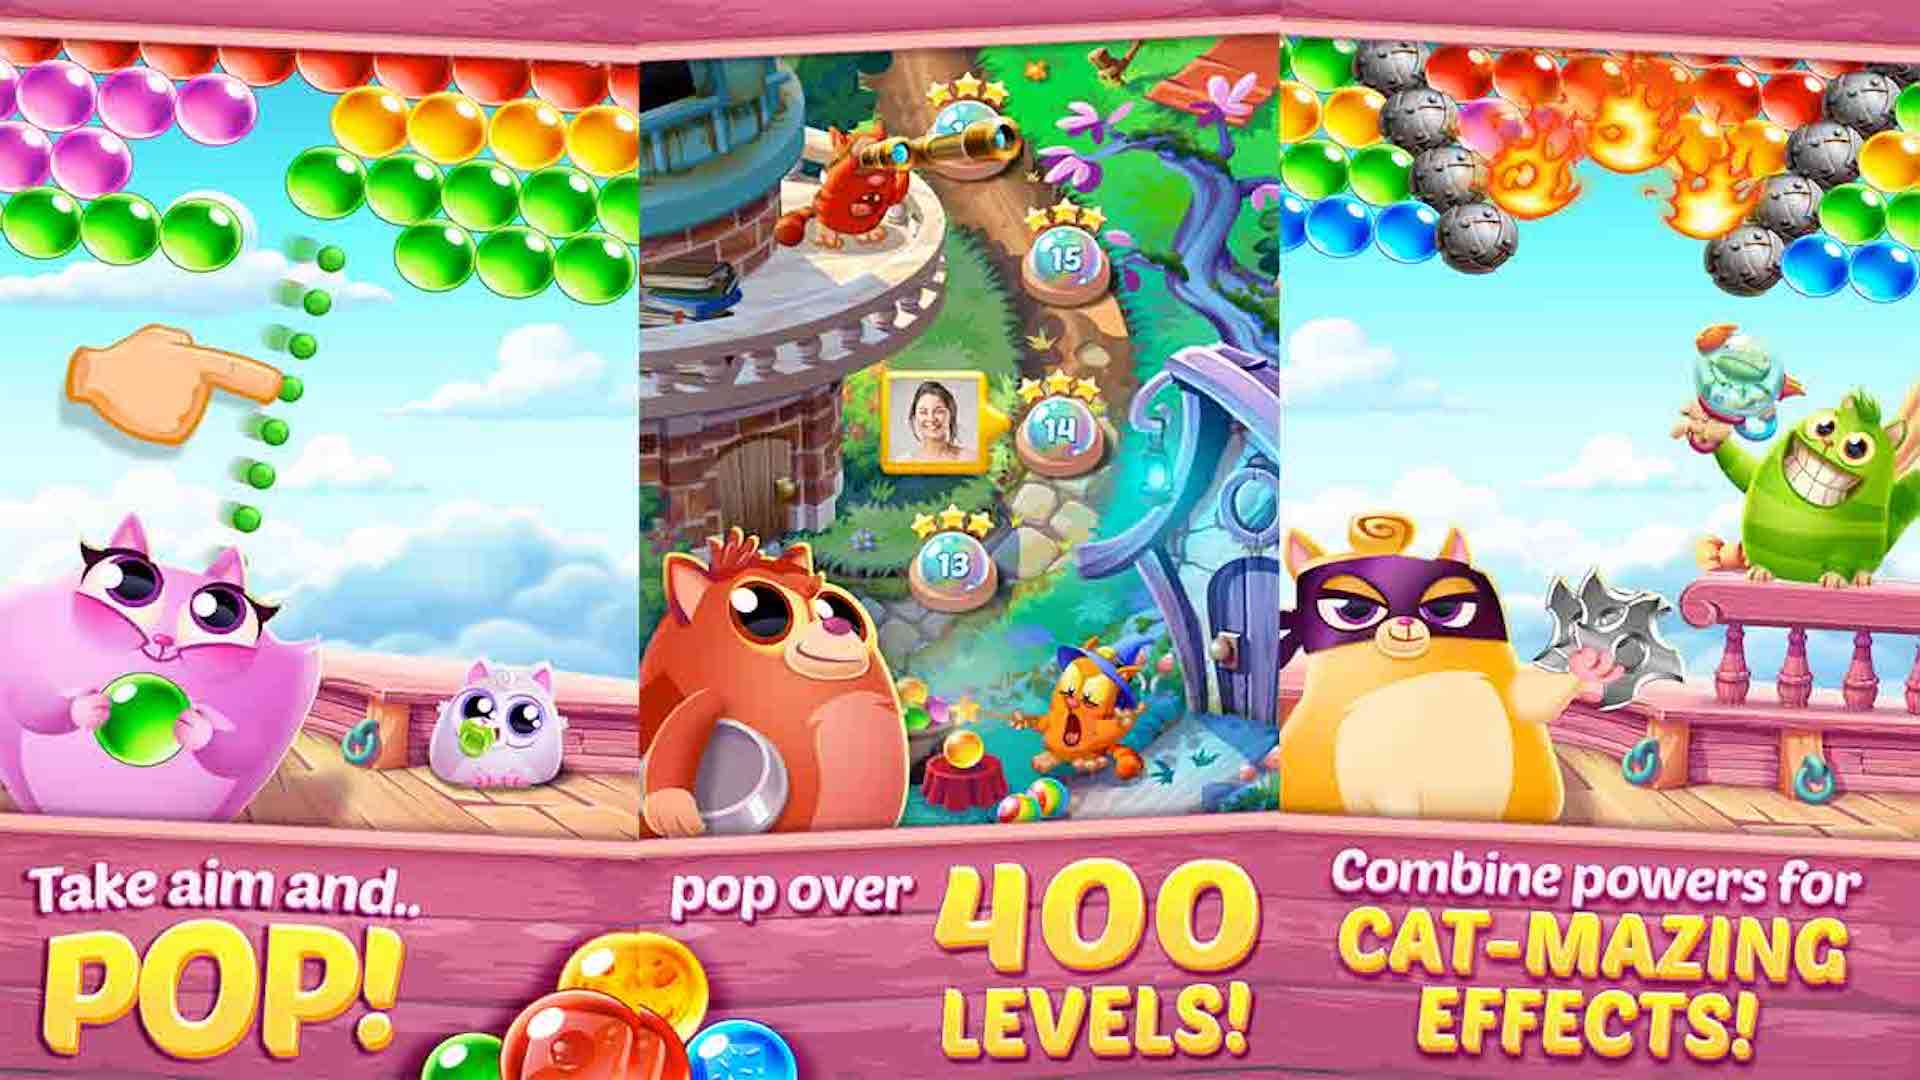 15
14
13
Take aim and..
POP!
pop over
400
LEVELS!
Combine powers for
CAT-MAZING
EFFECTS!